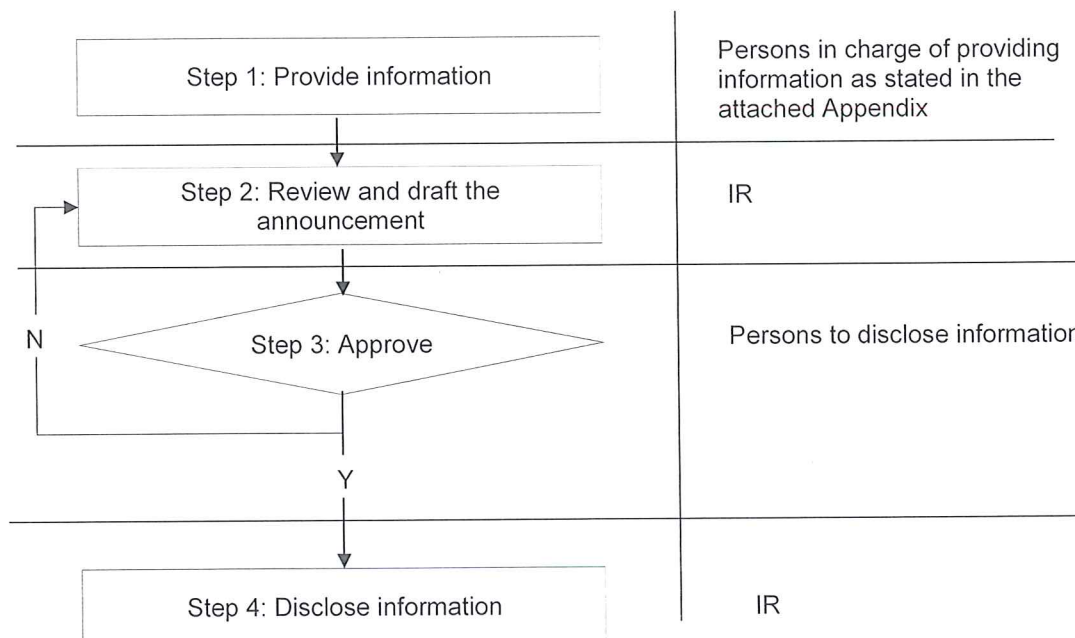 Step 1: Provide information
Persons in charge of providing
information as stated in the
attached Appendix
Step 2: Review and draft the
announcement
IR
N
Step 3: Approve
Persons to disclose information
Y
Step 4: Disclose information
IR